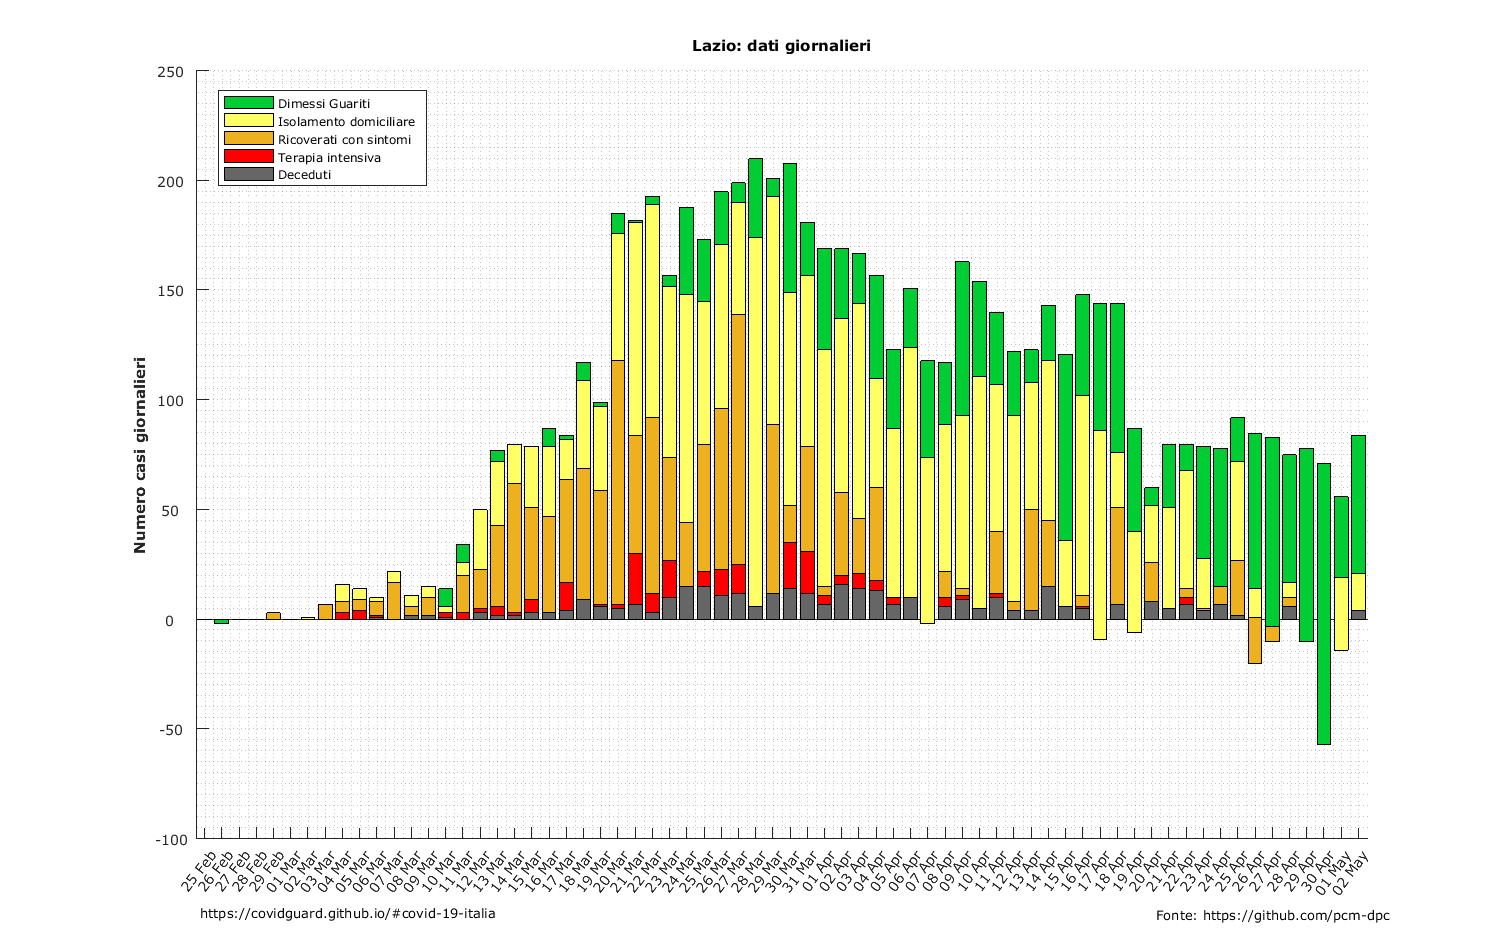 Lazio: dati giornalieri
250
200
150
100
50
0
-50
-100
Numero casi giornalieri
Dimessi Guariti
Isolamento domiciliare
Ricoverati con sintomi
Terapia intensiva
Deceduti
25 Feb
26 Feb
27 Feb
28 Feb
29 Feb
01 Mar
02 Mar
03 Mar
04 Mar
05 Mar
06 Mar
07 Mar
08 Mar
09 Mar
10 Mar
11 Mar
12 Mar
13 Mar
14 Mar
15 Mar
16 Mar
17 Mar
18 Mar
19 Mar
20 Mar
21 Mar
22 Mar
23 Mar
24 Mar
25 Mar
26 Mar
27 Mar
28 Mar
29 Mar
30 Mar
31 Mar
01 Apr
02 Apr
03 Apr
04 Apr
05 Apr
06 Apr
07 Apr
08 Apr
09 Apr
10 Apr
11 Apr
12 Apr
13 Apr
14 Apr
15 Apr
16 Apr
17 Apr
18 Apr
19 Apr
20 Apr
21 Apr
22 Apr
23 Apr
24 Apr
25 Apr
26 Apr
27 Apr
28 Apr
29 Apr
30 Apr
01 May
02 May
https://covidguard.github.io/#covid-19-italia
Fonte: https://github.com/pcm-dpc